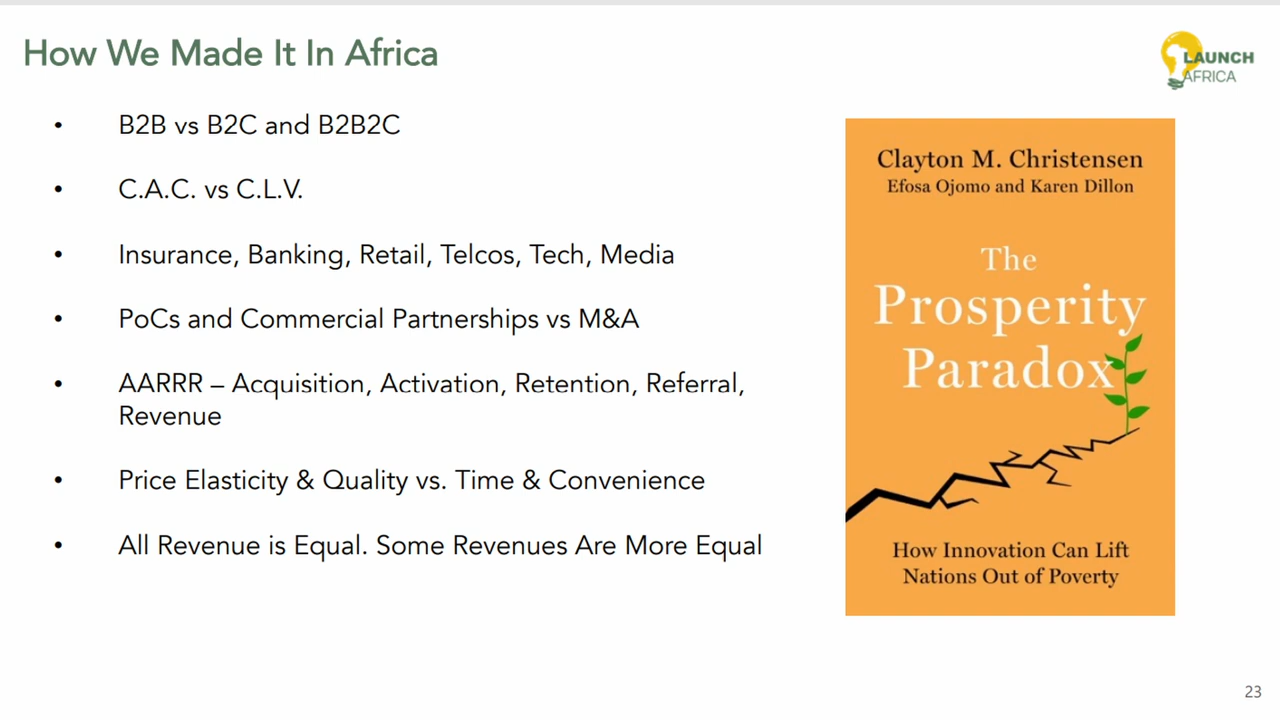 How We Made It In Africa
LAUNCH
AFRICA
• B2B vs B2C and B2B2C
• C.A.C. vs C.L.V.
• Insurance, Banking, Retail, Telcos, Tech, Media
• PoCs and Commercial Partnerships vs M&A
• AARRR – Acquisition, Activation, Retention, Referral,
Revenue
• Price Elasticity & Quality vs. Time & Convenience
• All Revenue is Equal. Some Revenues Are More Equal
Clayton M. Christensen
Efosa Ojomo and Karen Dillon
The
Prosperity
Paradox
How Innovation Can Lift
Nations Out of Poverty
23